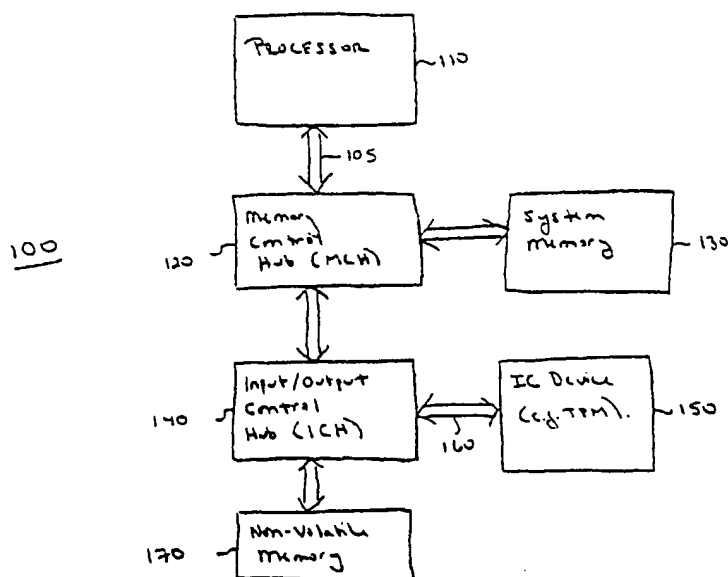 PROCESSOR
110
105
Memory
Control
Hub (MCH)
120
System
Memory
130
100
Input/Output
Control
Hub (ICH)
140
IC Device
(e.g. TPM).
150
160
Non-Volatile
Memory
170